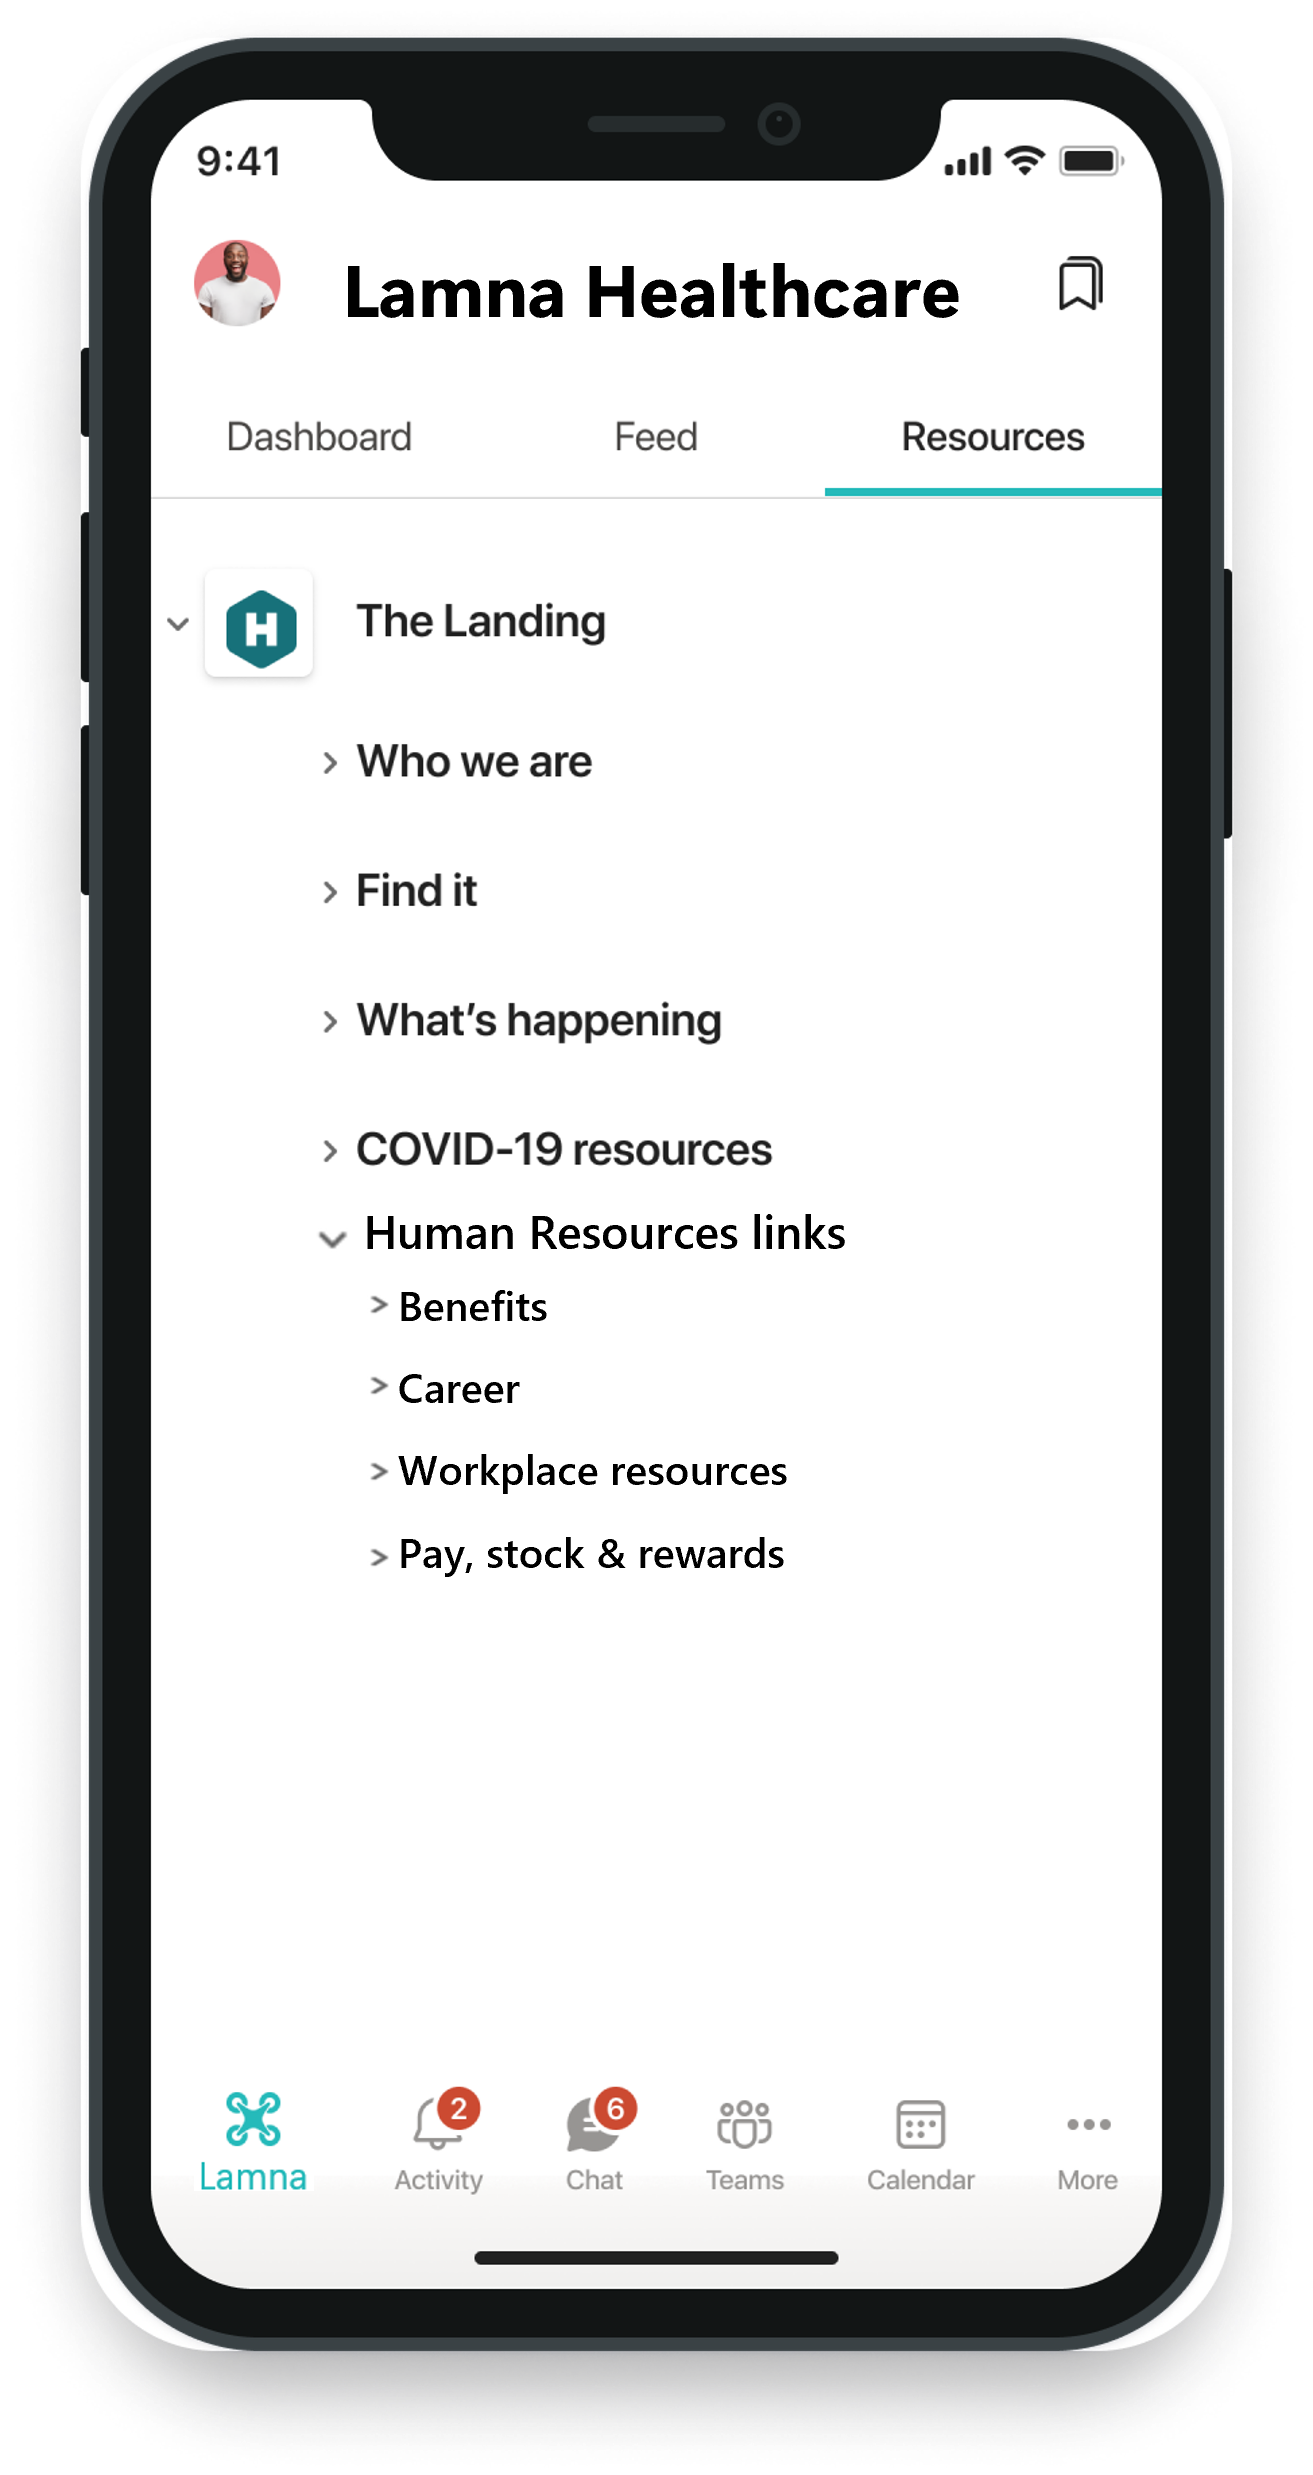 9:41
Lamna Healthcare
Dashboard Feed Resources
H The Landing
> Who we are
> Find it
> What's happening
> COVID-19 resources
Human Resources links
> Benefits
> Career
> Workplace resources
> Pay, stock & rewards
2 6
Lamna Activity Chat Teams Calendar More